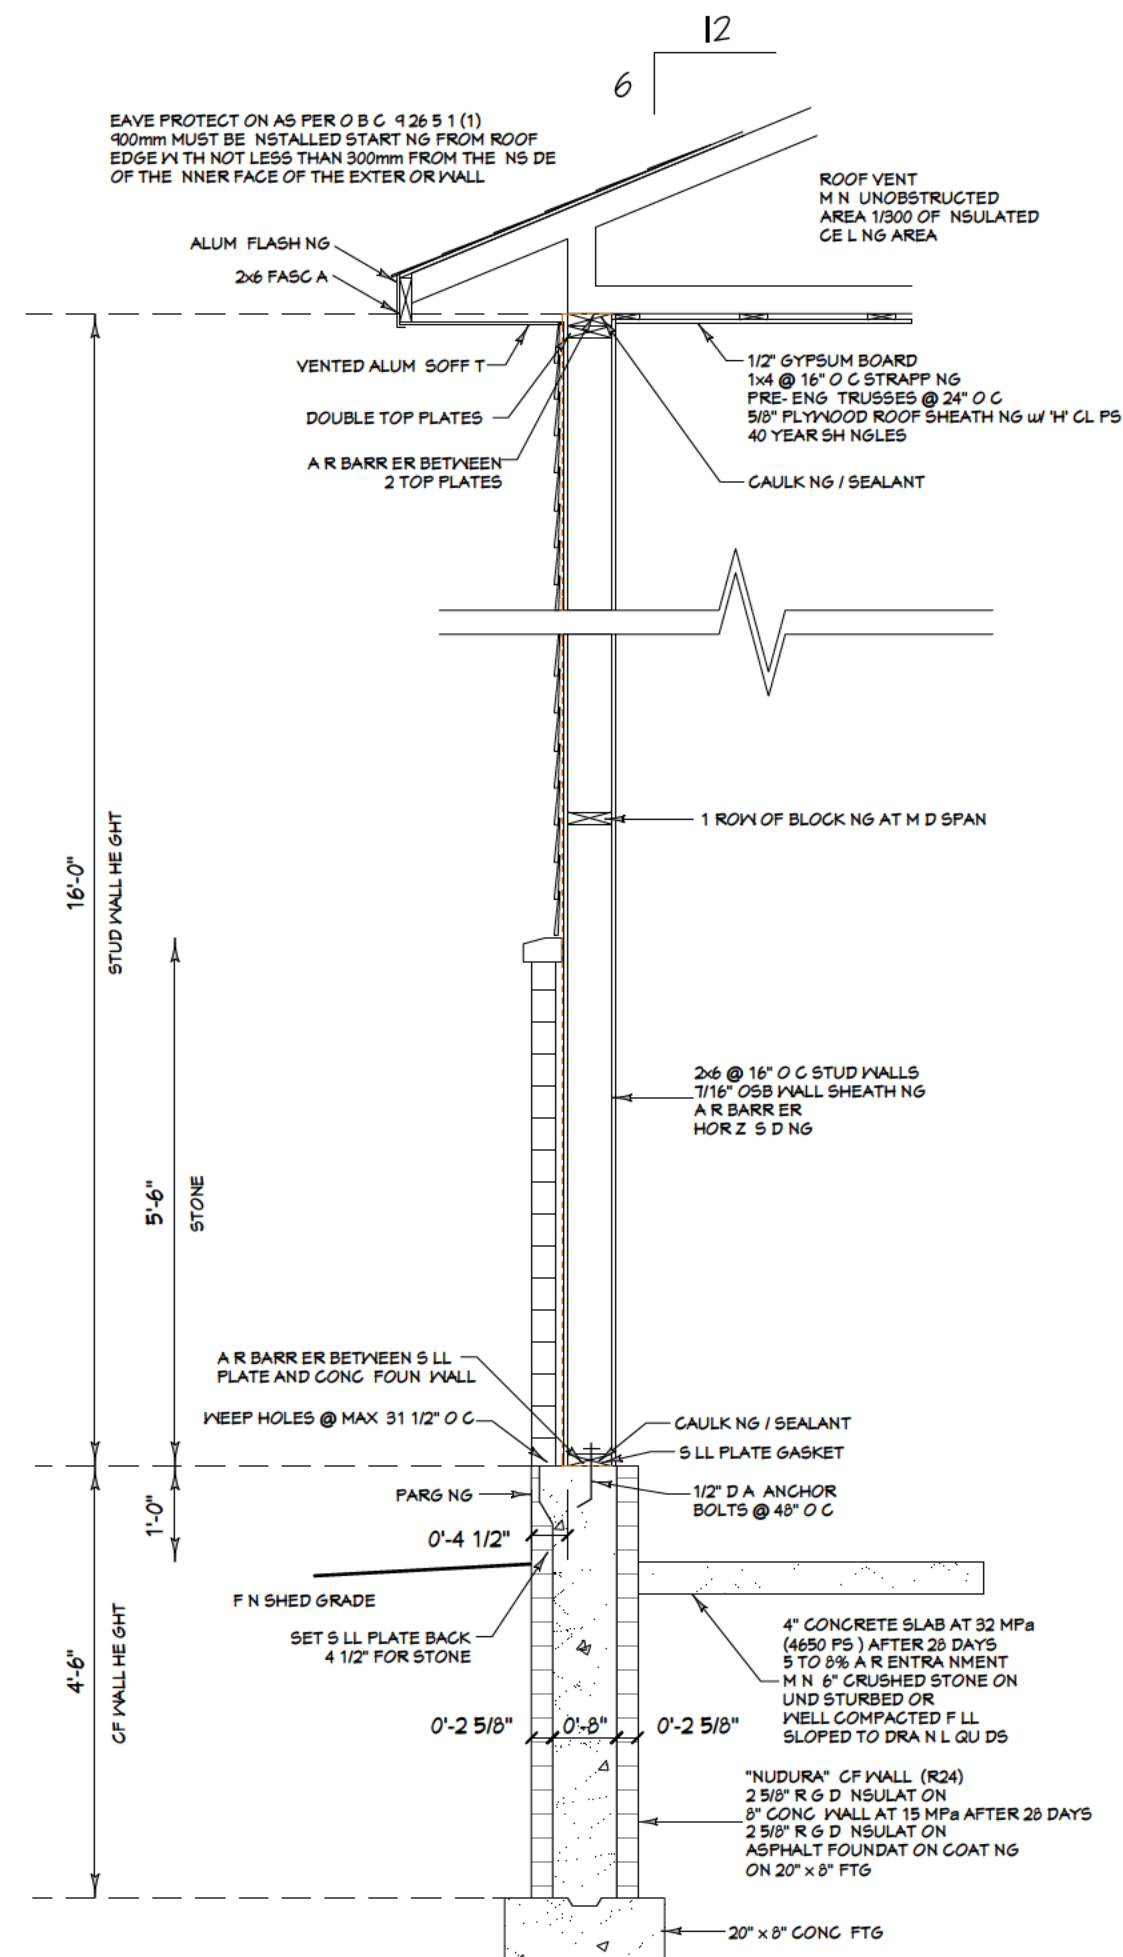 12
6
EAVE PROTECT ON AS PER O B C 9 26 5 1 (1)
900mm MUST BE NSTALLED START NG FROM ROOF
EDGE W TH NOT LESS THAN 300mm FROM THE NS DE
OF THE NNER FACE OF THE EXTER OR WALL
ROOF VENT
M N UNOBSTRUCTED
AREA 1/300 OF NSULATED
CE L NG AREA
ALUM FLASH NG
2x6 FASC A
VENTED ALUM SOFF T
DOUBLE TOP PLATES
A R BARR ER BETWEEN
2 TOP PLATES
1/2" GYPSUM BOARD
1x4 @ 16" O C STRAPP NG
PRE- ENG TRUSSES @ 24" O C
5/8" PLYWOOD ROOF SHEATH NG w/ 'H' CL PS
40 YEAR SH NGLES
CAULK NG / SEALANT
1 ROW OF BLOCK NG AT M D SPAN
16'-0"
STUD WALL HE GHT
5'-6"
STONE
2x6 @ 16" O C STUD WALLS
7/16" OSB WALL SHEATH NG
A R BARR ER
HOR Z S D NG
A R BARR ER BETWEEN S LL
PLATE AND CONC FOUN WALL
WEEP HOLES @ MAX 31 1/2" O C
CAULK NG / SEALANT
S LL PLATE GASKET
PARG NG
1/2" D A ANCHOR
BOLTS @ 48" O C
1'-0"
0'-4 1/2"
F N SHED GRADE
SET S LL PLATE BACK
4 1/2" FOR STONE
4'-6"
CF WALL HE GHT
4" CONCRETE SLAB AT 32 MPa
(4650 PS ) AFTER 28 DAYS
5 TO 8% A R ENTRA NMENT
M N 6" CRUSHED STONE ON
UND STURBED OR
WELL COMPACTED F LL
SLOPED TO DRA N L QU DS
0'-2 5/8"
0'-8"
0'-2 5/8"
"NUDURA" CF WALL (R24)
2 5/8" R G D NSULAT ON
8" CONC WALL AT 15 MPa AFTER 28 DAYS
2 5/8" R G D NSULAT ON
ASPHALT FOUNDAT ON COAT NG
ON 20" x 8" FTG
20" x 8" CONC FTG